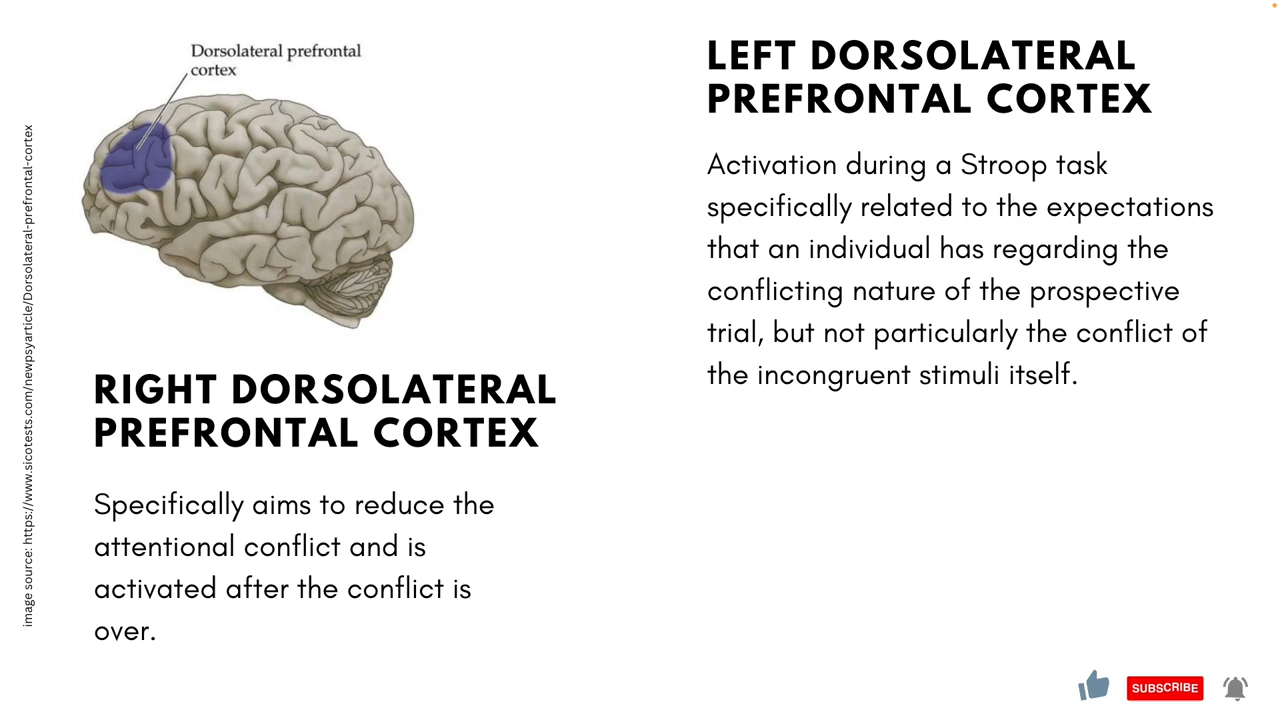 Dorsolateral prefrontal
cortex
image source: https://www.sicotests.com/newpsyarticle/Dorsolateral-prefrontal-cortex
RIGHT DORSOLATERAL
PREFRONTAL CORTEX
Specifically aims to reduce the
attentional conflict and is
activated after the conflict is
over.
LEFT DORSOLATERAL
PREFRONTAL CORTEX
Activation during a Stroop task
specifically related to the expectations
that an individual has regarding the
conflicting nature of the prospective
trial, but not particularly the conflict of
the incongruent stimuli itself.
SUBSCRIBE